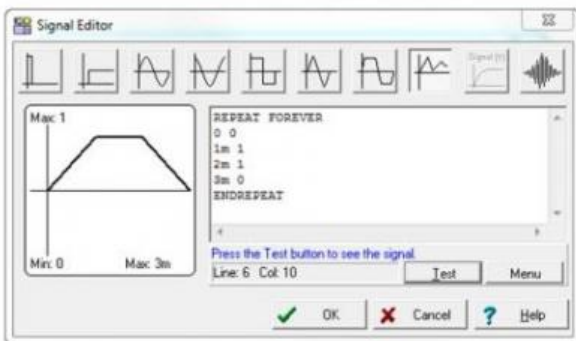 Signal Editor
Signal (t)
Max: 1
Min: 0 Max: 3m
REPEAT FOREVER
0 0
1m 1
2m 1
3m 0
ENDREPEAT
Press the Test button to see the signal.
Line: 6 Col: 10 Test Menu
OK Cancel ? Help